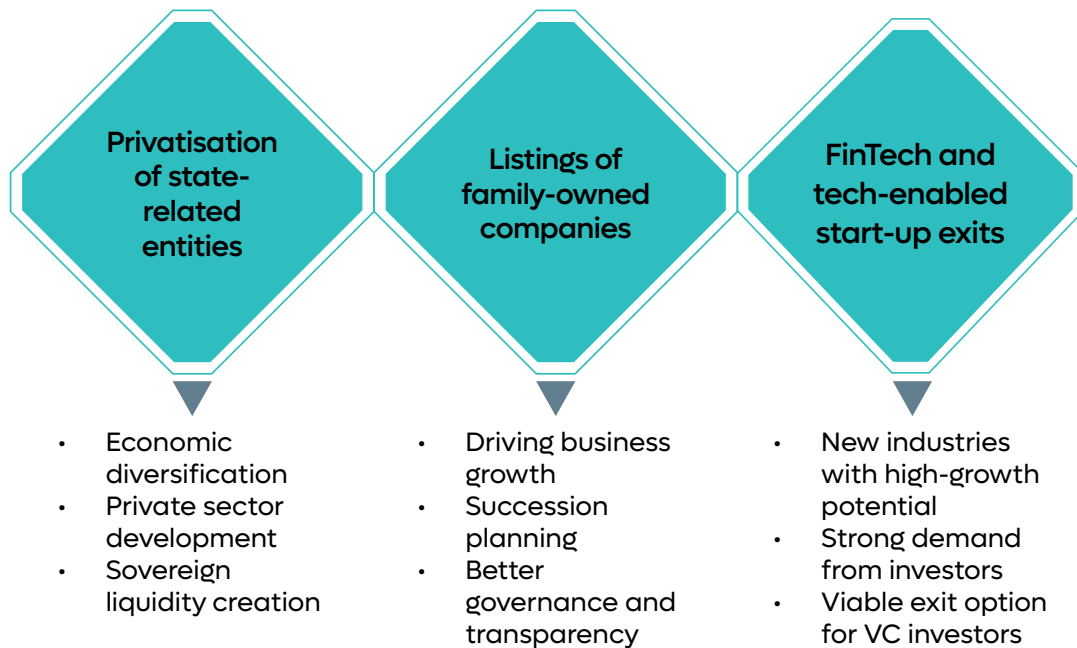 Privatisation
of state-
related
entities
Listings of
family-owned
companies
FinTech and
tech-enabled
start-up exits
• Economic
diversification
• Private sector
development
• Sovereign
liquidity creation
• Driving business
growth
• Succession
planning
• Better
governance and
transparency
• New industries
with high-growth
potential
• Strong demand
from investors
• Viable exit option
for VC investors